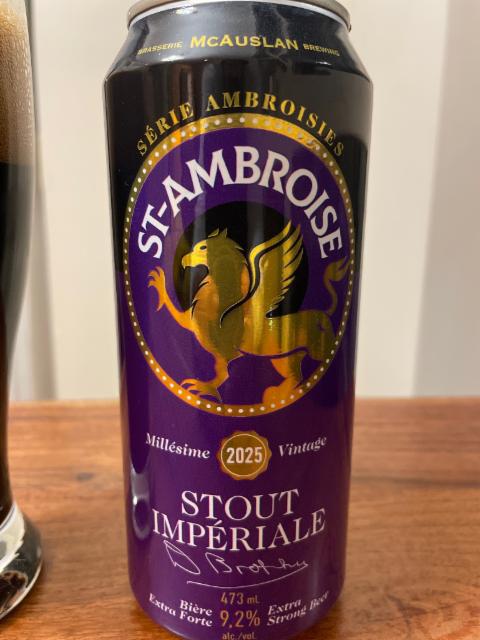 BRASSERIE McAUSLAN BREWING
SÉRIE AMBROISIES
ST-AMBROISE
Millésime 2025 Vintage
STOUT
IMPÉRIALE
D Brophy
473 mL
Bière Extra Forte 9,2% Extra Strong Beer
alc./vol.